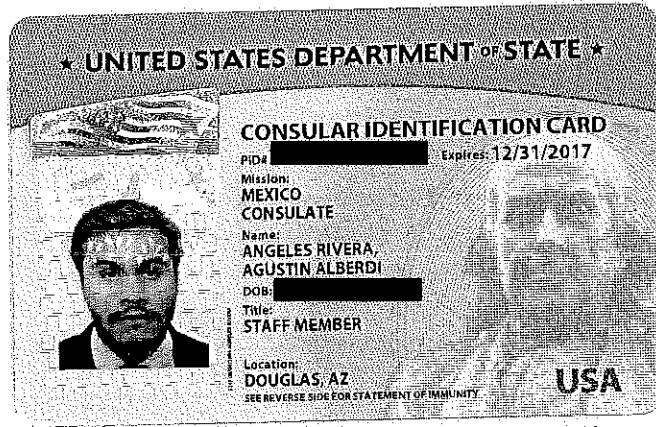 ★ UNITED STATES DEPARTMENT OF STATE ★
CONSULAR IDENTIFICATION CARD
PID#
Expires: 12/31/2017
Mission:
MEXICO
CONSULATE
Name:
ANGELES RIVERA,
AGUSTIN ALBERDI
DOB:
Title:
STAFF MEMBER
Location:
DOUGLAS, AZ
SEE REVERSE SIDE FOR STATEMENT OF IMMUNITY
USA